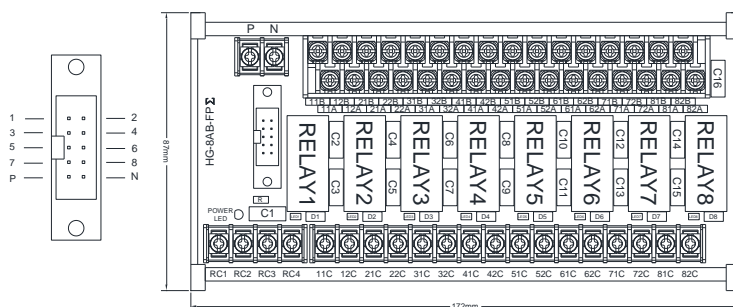 P N
C16
11B 12B 21B 22B 31B 32B 41B 42B 51B 52B 61B 62B 71B 72B 81B 82B
11A 12A 21A 22A 31A 32A 41A 42A 51A 52A 61A 62A 71A 72A 81A 82A
1 2
3 4
5 6
7 8
P N
87mm
HG-8AB-FPΣ
RELAY1 C2 C3 RELAY2 C4 C5 RELAY3 C6 C7 RELAY4 C8 C9 RELAY5 C10 C11 RELAY6 C12 C13 RELAY7 C14 C15 RELAY8
R
POWER
LED
C1
D1 D2 D3 D4 D5 D6 D7 D8
RC1 RC2 RC3 RC4 11C 12C 21C 22C 31C 32C 41C 42C 51C 52C 61C 62C 71C 72C 81C 82C
172mm